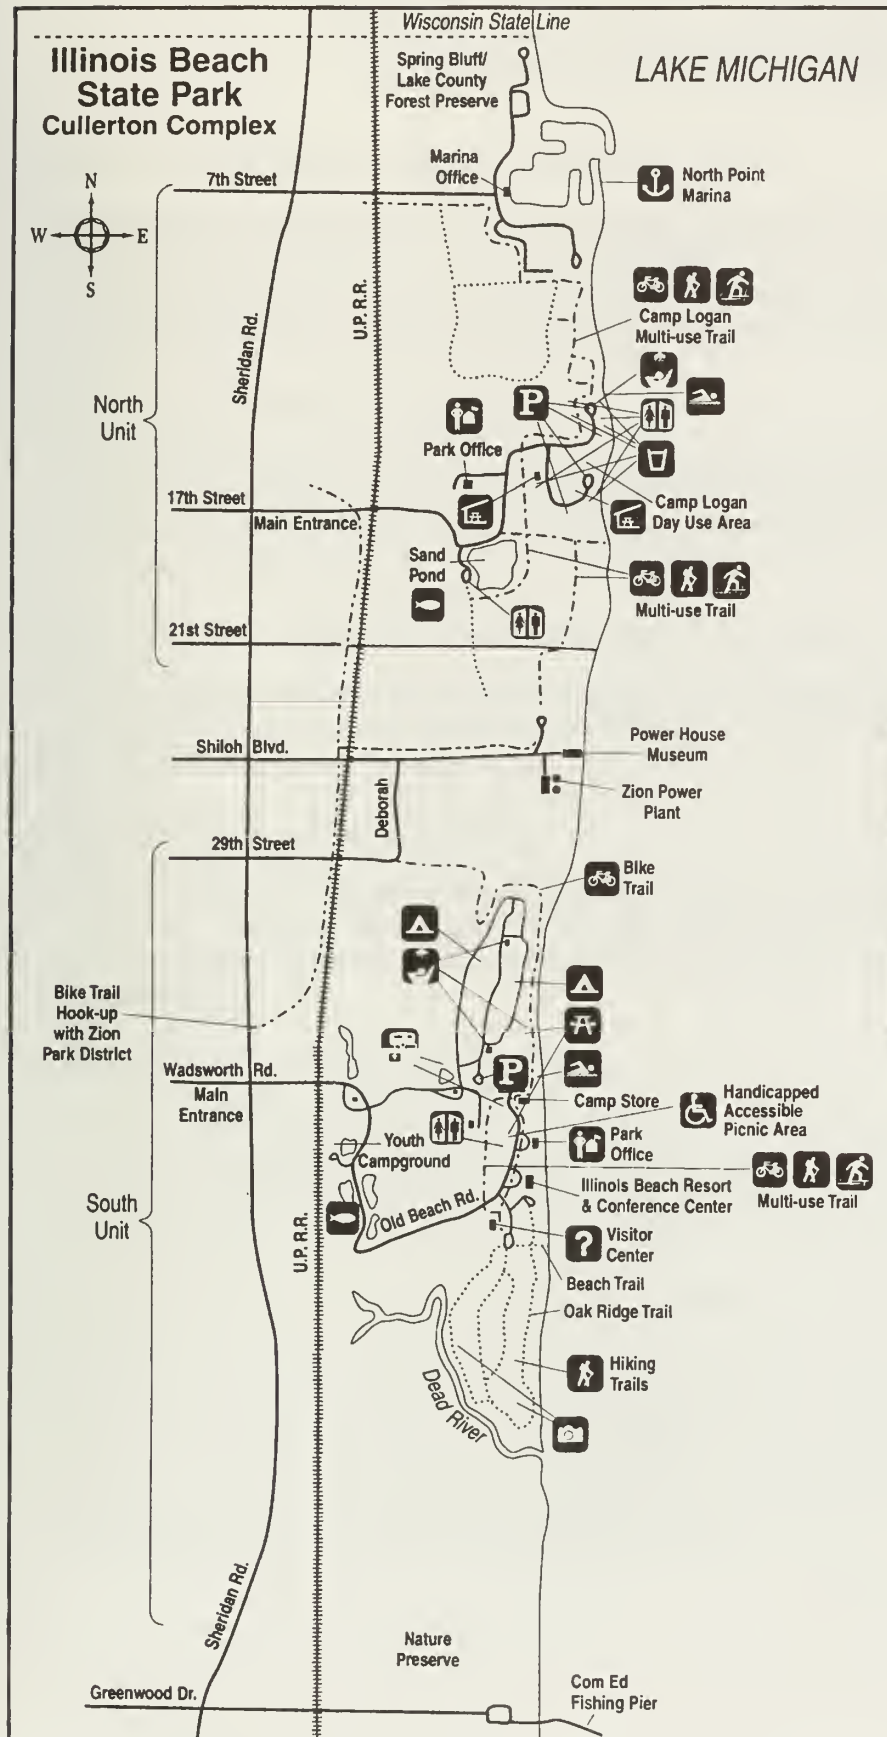 Wisconsin State Line
Illinois Beach
State Park
Cullerton Complex
Spring Bluff/
Lake County
Forest Preserve
LAKE MICHIGAN
Marina
Office
7th Street
North Point
Marina
N
W
E
S
U.P. R.R.
Sheridan Rd.
Camp Logan
Multi-use Trail
North
Unit
P
Park Office
17th Street
Main Entrance
Camp Logan
Day Use Area
Sand
Pond
Multi-use Trail
21st Street
Shiloh Blvd.
Power House
Museum
Deborah
Zion Power
Plant
29th Street
Bike
Trail
Bike Trail
Hook-up
with Zion
Park District
Wadsworth Rd.
Main
Entrance
P
Camp Store
Handicapped
Accessible
Picnic Area
Youth
Campground
Park
Office
Illinois Beach Resort
& Conference Center
Multi-use Trail
South
Unit
Old Beach Rd.
U.P. R.R.
?
Visitor
Center
Beach Trail
Oak Ridge Trail
Hiking
Trails
Dead River
Sheridan Rd.
Nature
Preserve
Greenwood Dr.
Com Ed
Fishing Pier